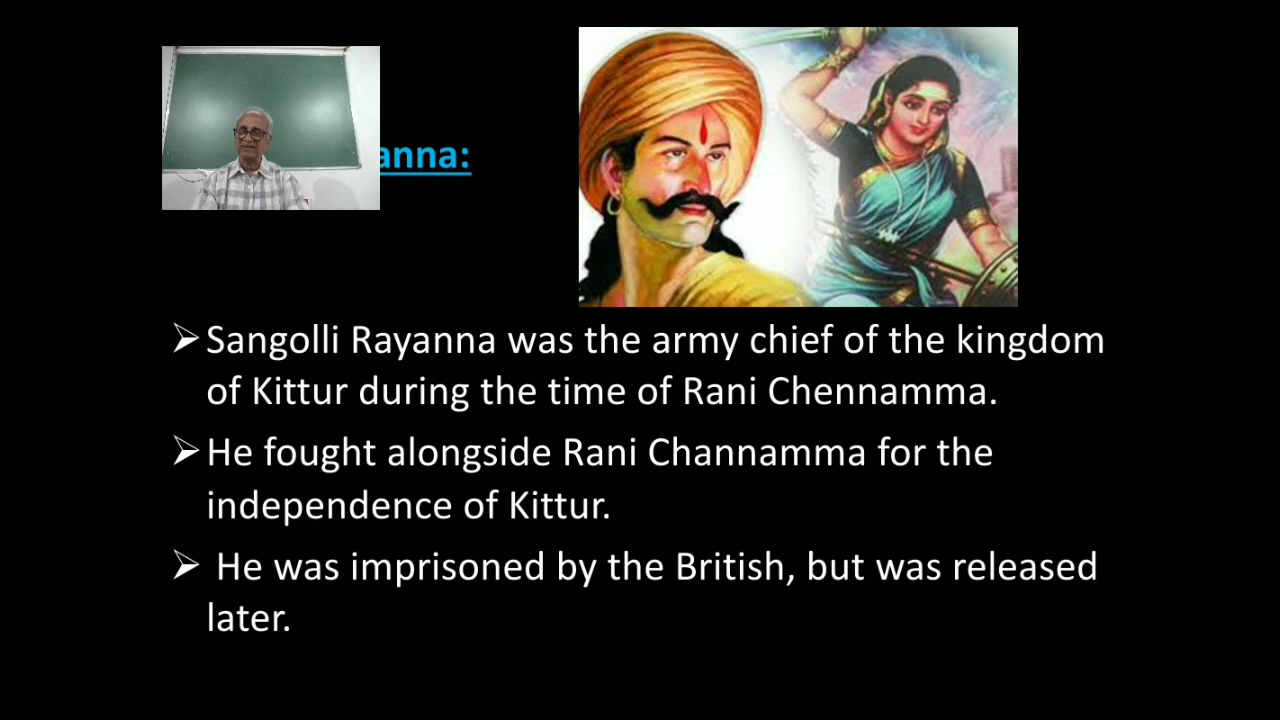 anna:
➢Sangolli Rayanna was the army chief of the kingdom
of Kittur during the time of Rani Chennamma.
➢He fought alongside Rani Channamma for the
independence of Kittur.
➢ He was imprisoned by the British, but was released
later.